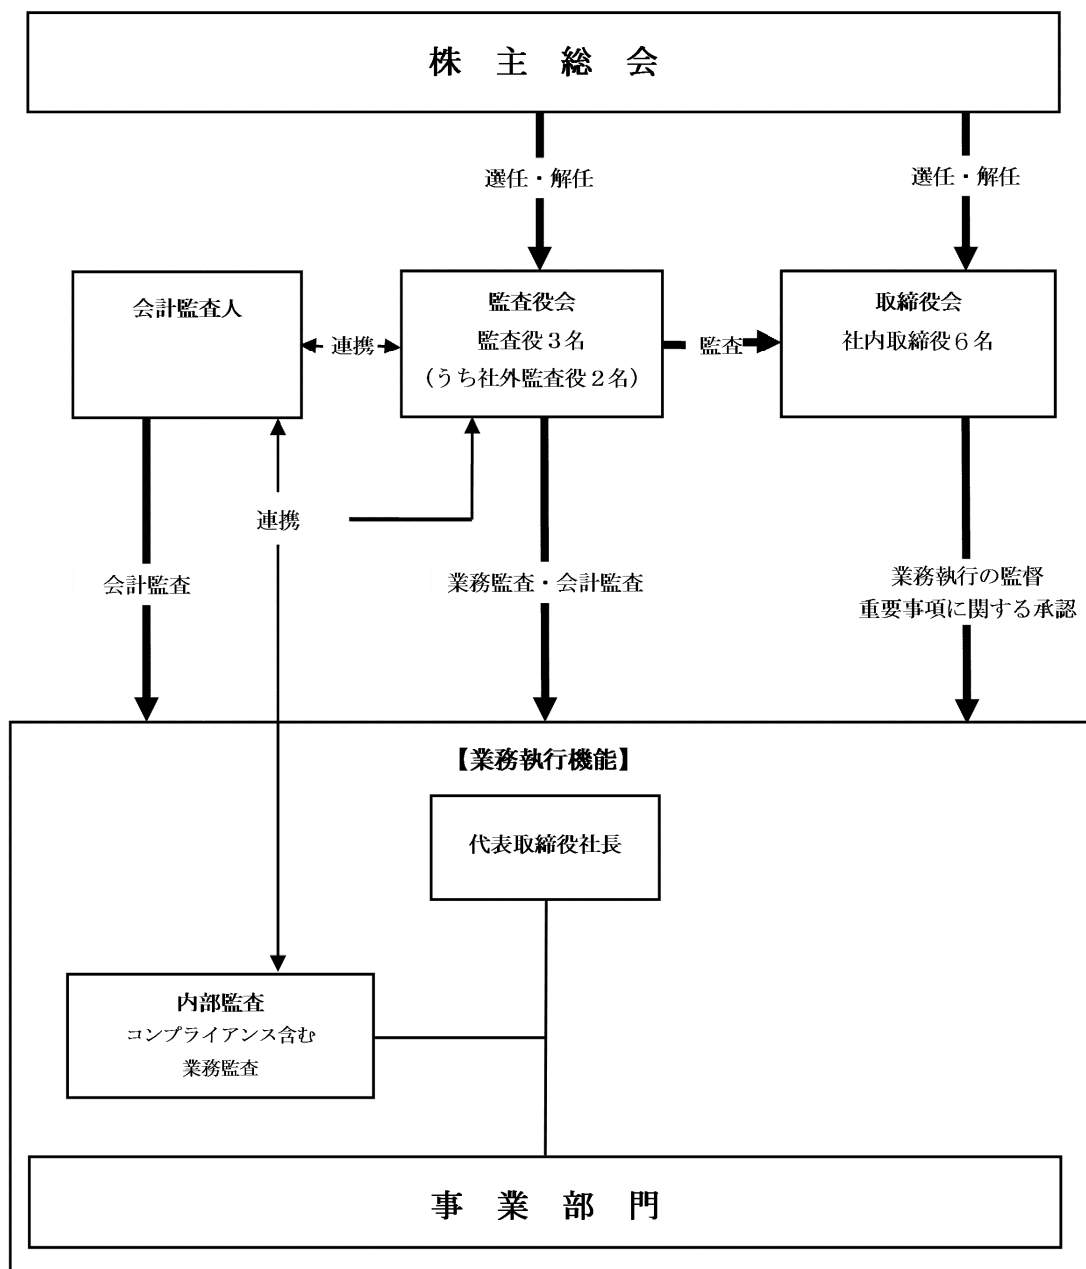 株主総会
選任・解任
選任・解任
会計監査人
連携
監査役会
監査役３名
（うち社外監査役２名）
監査
取締役会
社内取締役６名
連携
会計監査
業務監査・会計監査
業務執行の監督
重要事項に関する承認
【業務執行機能】
代表取締役社長
内部監査
コンプライアンス含む
業務監査
事業部門